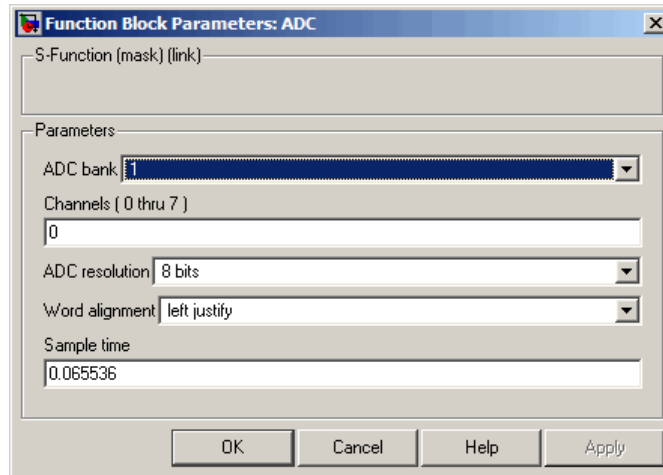 Function Block Parameters: ADC
S-Function (mask) (link)
Parameters
ADC bank 1
Channels ( 0 thru 7 )
0
ADC resolution 8 bits
Word alignment left justify
Sample time
0.065536
OK Cancel Help Apply